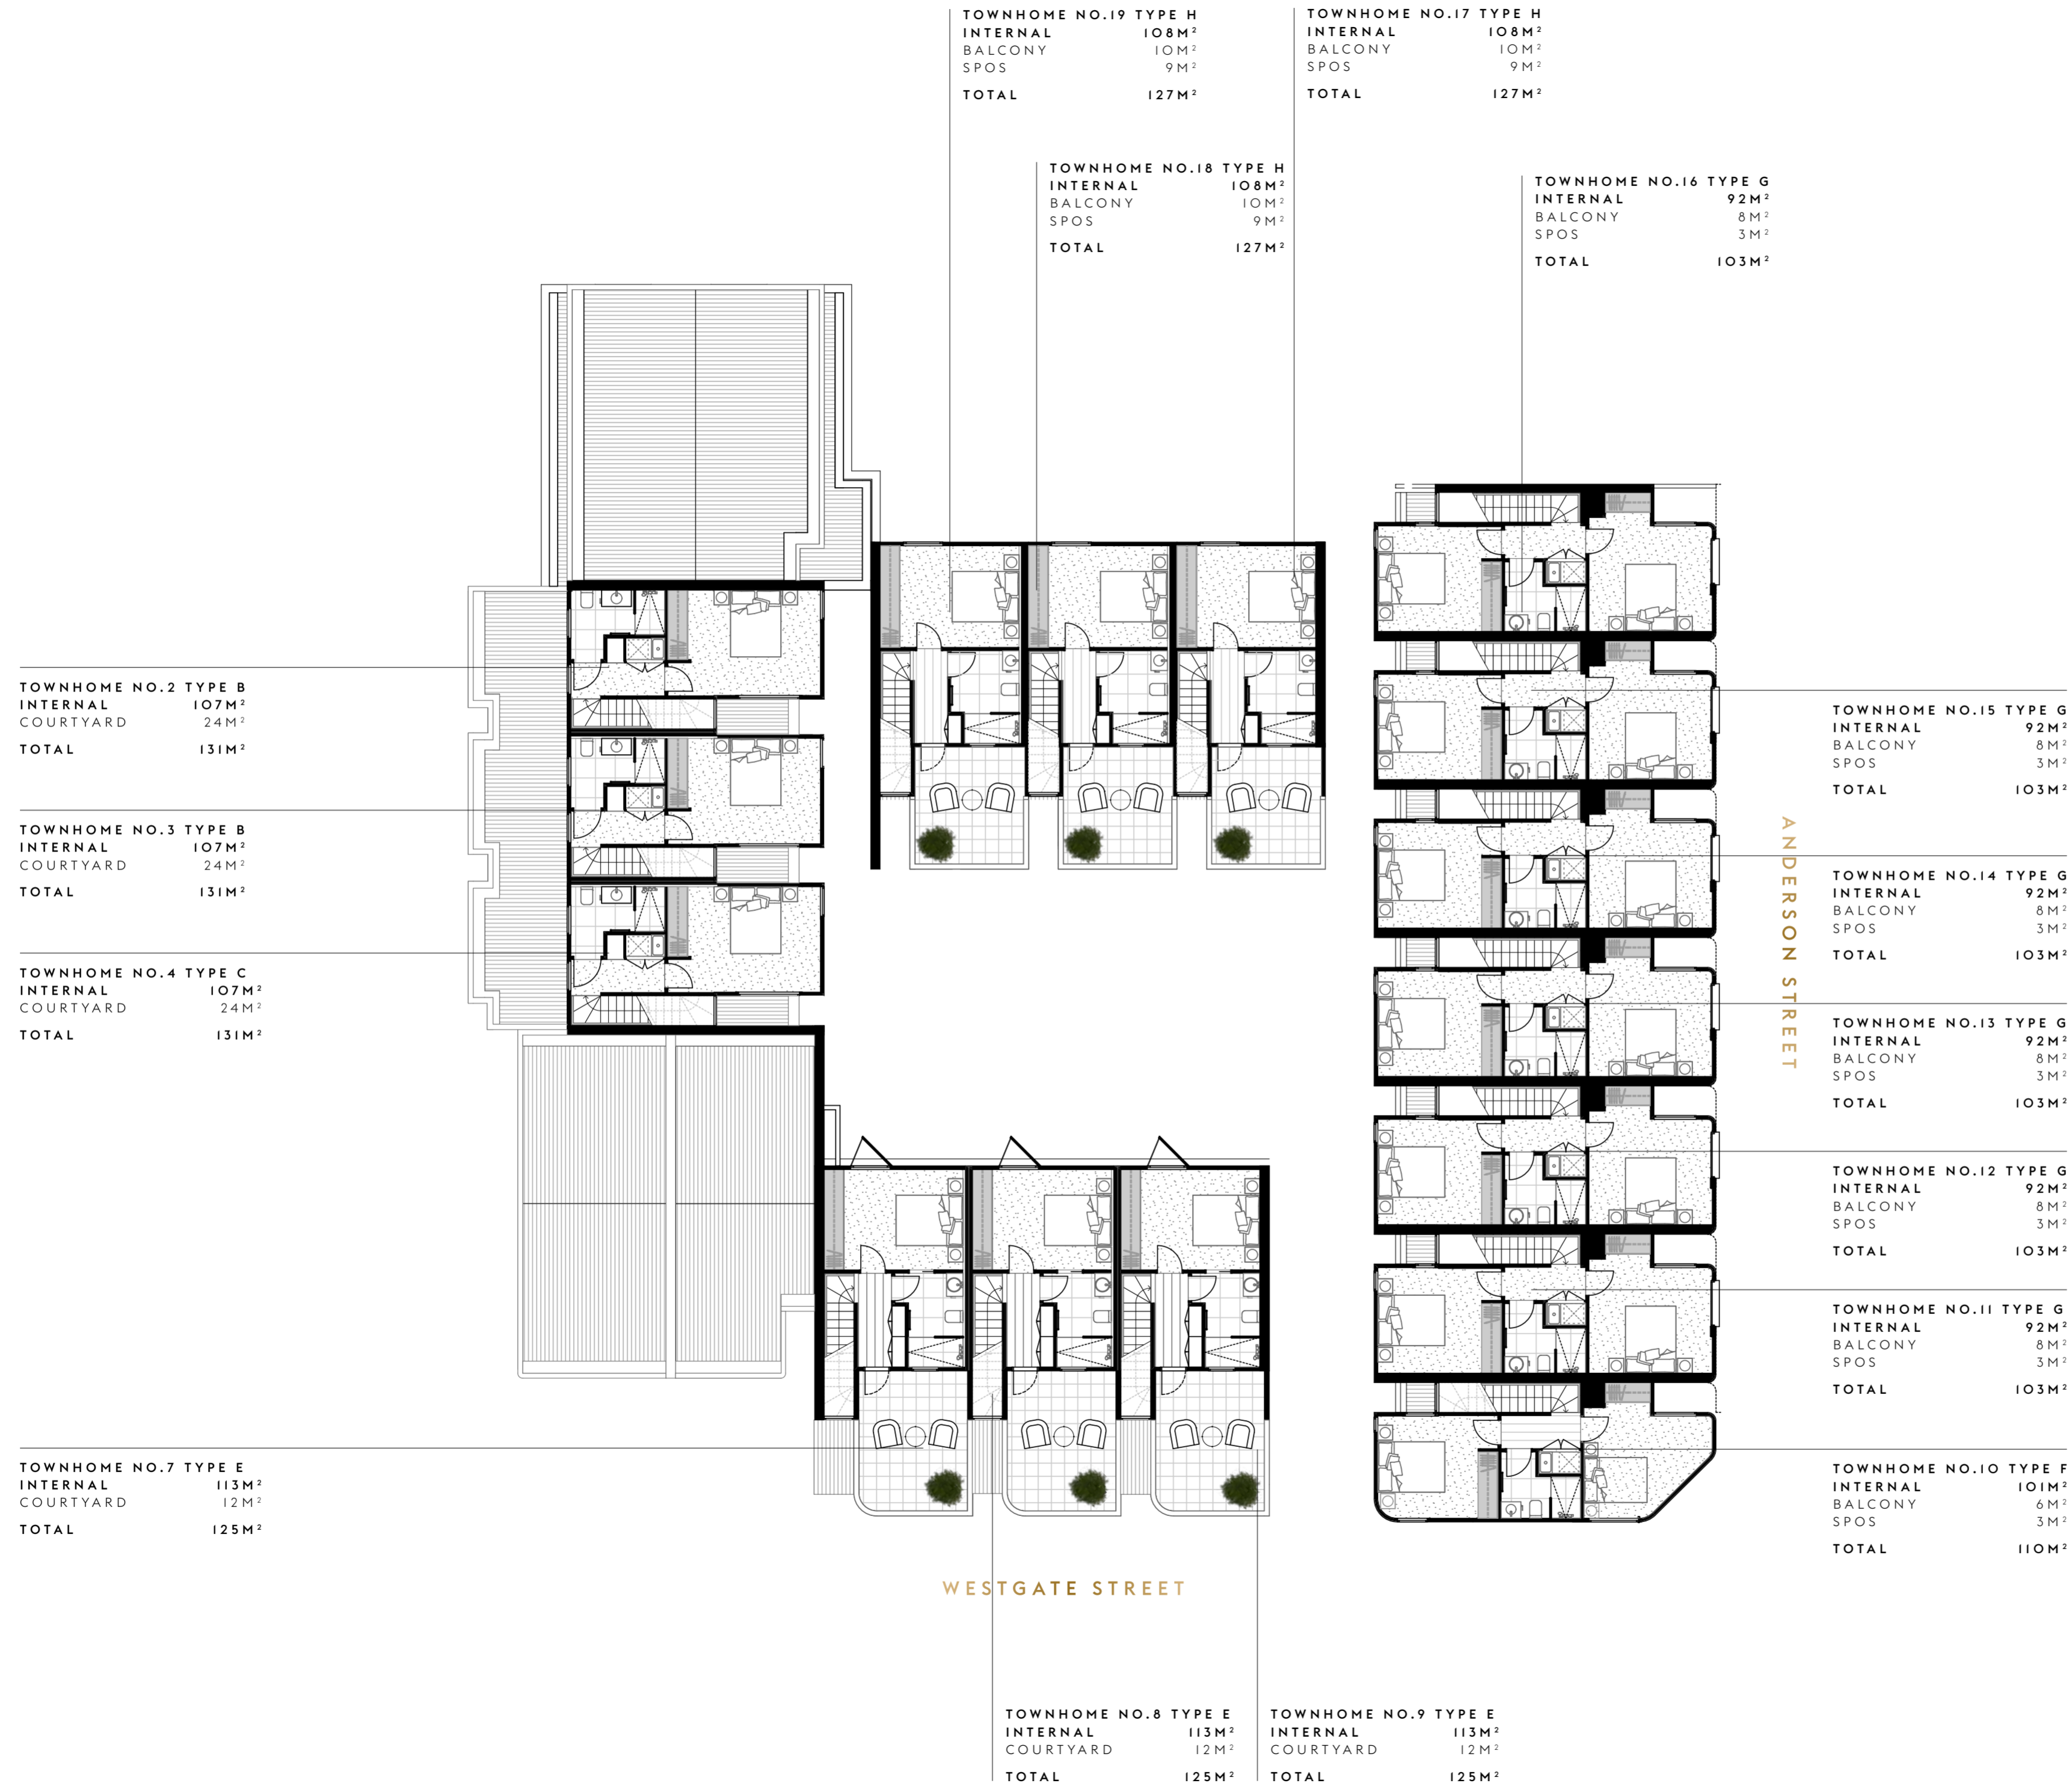 TOWNHOME NO.19 TYPE H
INTERNAL 108M²
BALCONY 10M²
SPOS 9M²
TOTAL 127M²
TOWNHOME NO.17 TYPE H
INTERNAL 108M²
BALCONY 10M²
SPOS 9M²
TOTAL 127M²
TOWNHOME NO.18 TYPE H
INTERNAL 108M²
BALCONY 10M²
SPOS 9M²
TOTAL 127M²
TOWNHOME NO.16 TYPE G
INTERNAL 92M²
BALCONY 8M²
SPOS 3M²
TOTAL 103M²
TOWNHOME NO.2 TYPE B
INTERNAL 107M²
COURTYARD 24M²
TOTAL 131M²
TOWNHOME NO.3 TYPE B
INTERNAL 107M²
COURTYARD 24M²
TOTAL 131M²
TOWNHOME NO.4 TYPE C
INTERNAL 107M²
COURTYARD 24M²
TOTAL 131M²
TOWNHOME NO.7 TYPE E
INTERNAL 113M²
COURTYARD 12M²
TOTAL 125M²
TOWNHOME NO.15 TYPE G
INTERNAL 92M²
BALCONY 8M²
SPOS 3M²
TOTAL 103M²
ANDERSON STREET
TOWNHOME NO.14 TYPE G
INTERNAL 92M²
BALCONY 8M²
SPOS 3M²
TOTAL 103M²
TOWNHOME NO.13 TYPE G
INTERNAL 92M²
BALCONY 8M²
SPOS 3M²
TOTAL 103M²
TOWNHOME NO.12 TYPE G
INTERNAL 92M²
BALCONY 8M²
SPOS 3M²
TOTAL 103M²
TOWNHOME NO.11 TYPE G
INTERNAL 92M²
BALCONY 8M²
SPOS 3M²
TOTAL 103M²
TOWNHOME NO.10 TYPE F
INTERNAL 101M²
BALCONY 6M²
SPOS 3M²
TOTAL 110M²
WESTGATE STREET
TOWNHOME NO.8 TYPE E
INTERNAL 113M²
COURTYARD 12M²
TOTAL 125M²
TOWNHOME NO.9 TYPE E
INTERNAL 113M²
COURTYARD 12M²
TOTAL 125M²